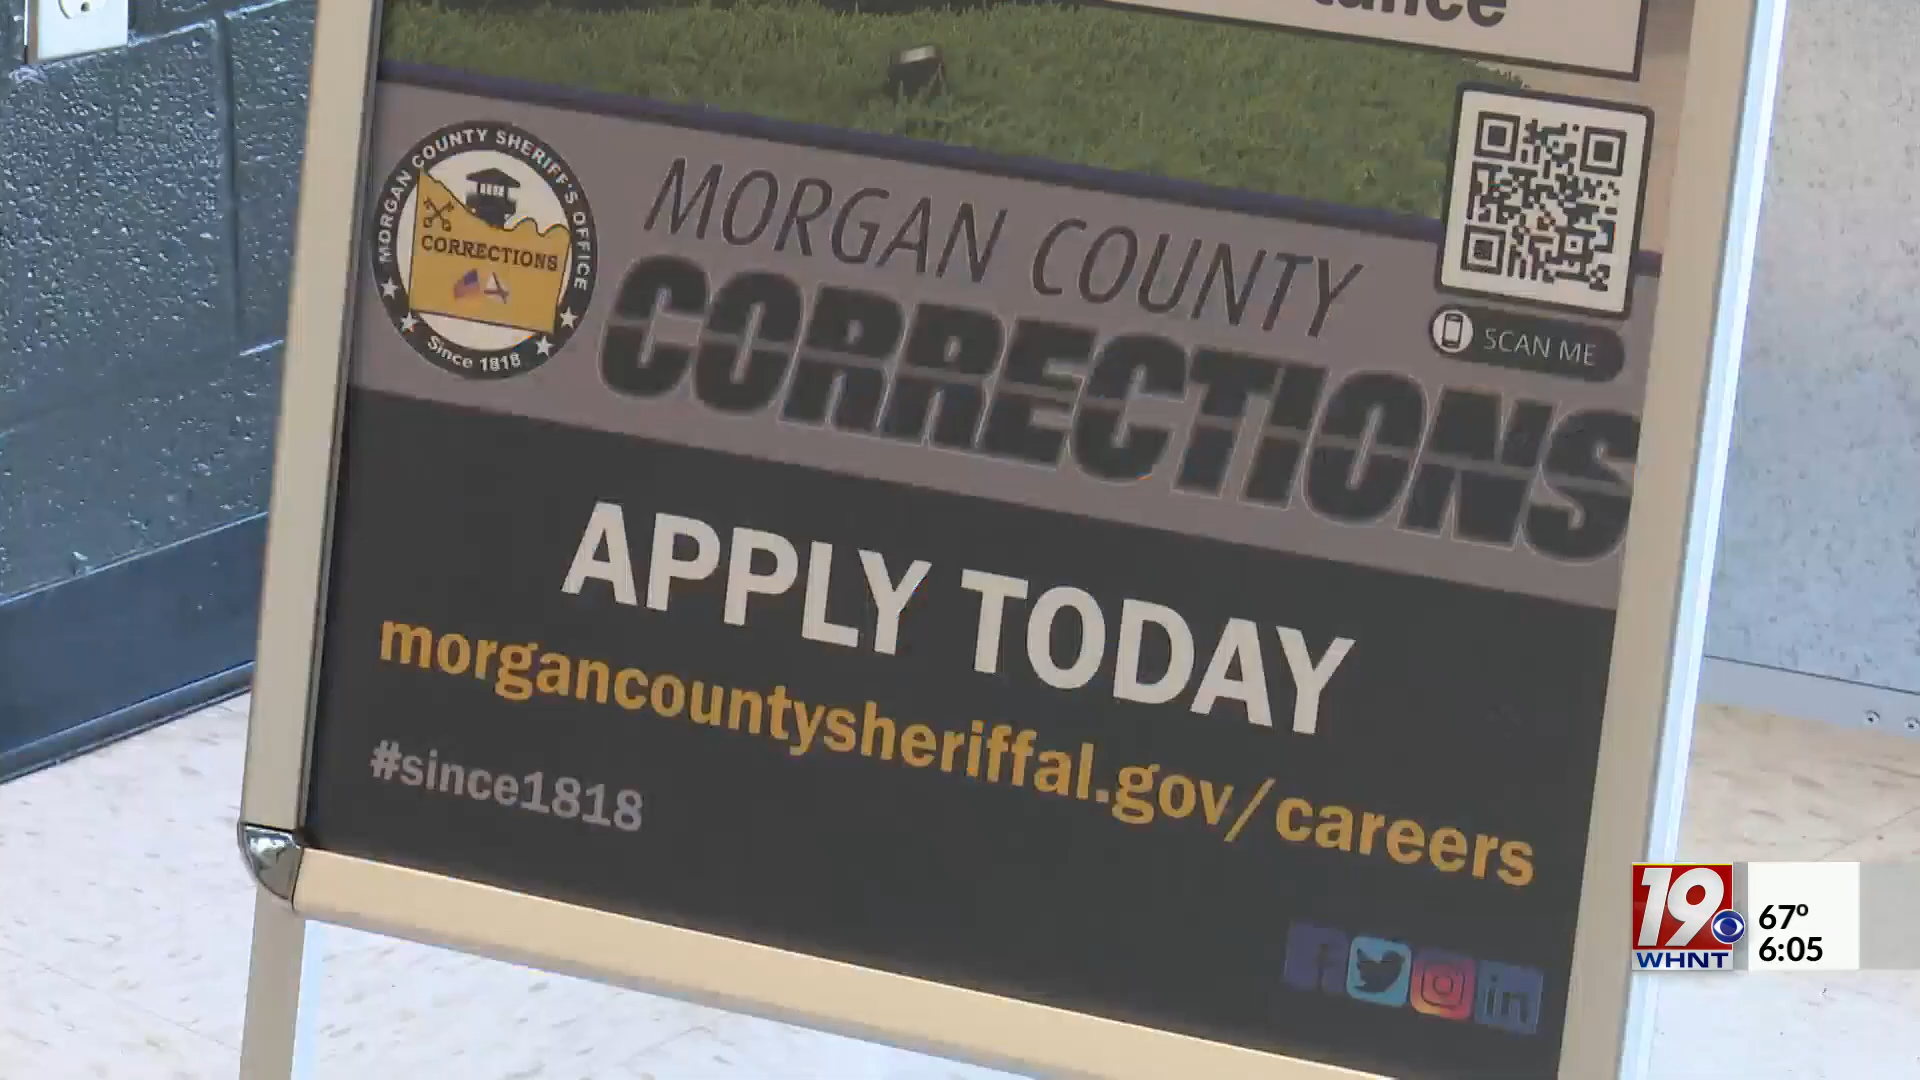 MORGAN COUNTY SHERIFF'S OFFICE
CORRECTIONS
Since 1818
MORGAN COUNTY
CORRECTIONS
SCAN ME
APPLY TODAY
morgancountysheriffal.gov/careers
#since1818
in
19
WHNT
67°
6:05